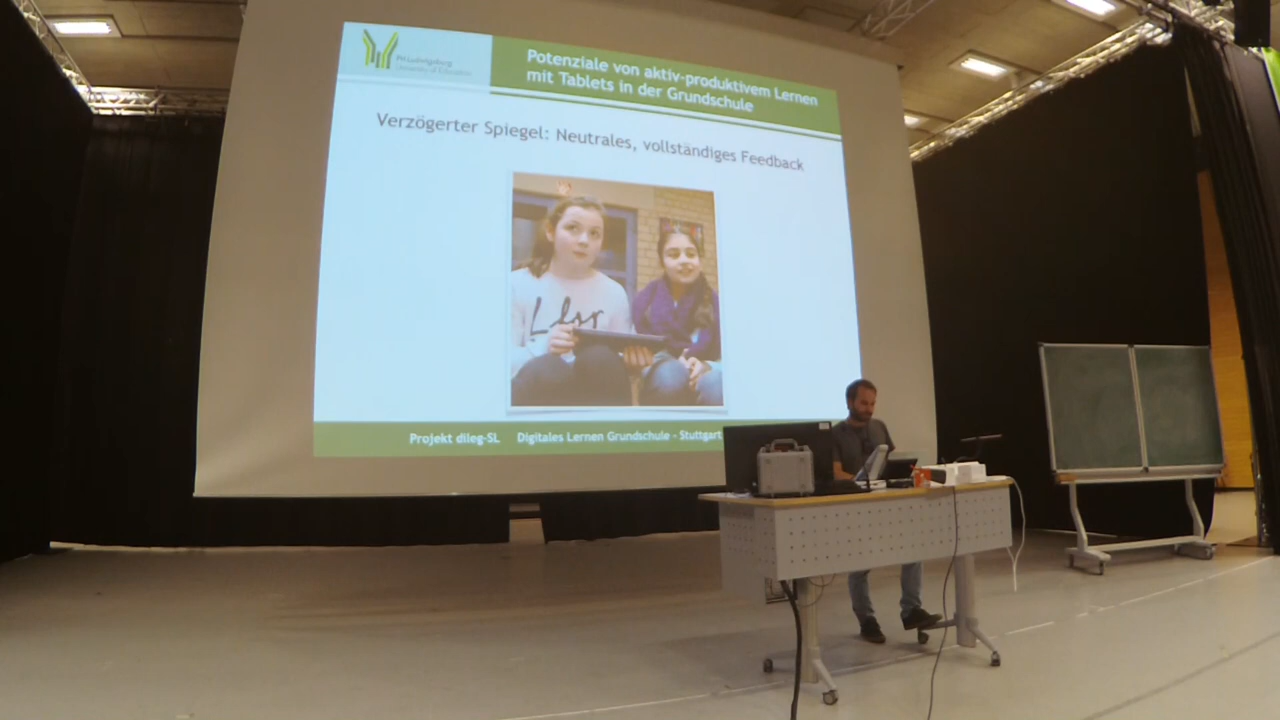 PH Ludwigsburg
University of Education
Potenziale von aktiv-produktivem Lernen
mit Tablets in der Grundschule
Verzögerter Spiegel: Neutrales, vollständiges Feedback
Projekt dileg-SL Digitales Lernen Grundschule - Stuttgart